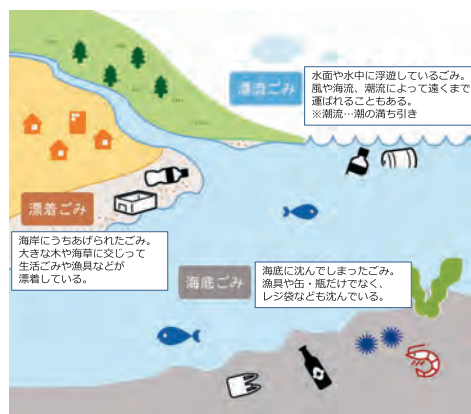 漂流ごみ
水面や水中に浮遊しているごみ。
風や海流、潮流によって遠くまで
運ばれることもある。
※潮流…潮の満ち引き
漂着ごみ
海岸にうちあげられたごみ。
大きな木や海草に交じって
生活ごみや漁具などが
漂着している。
海底ごみ
海底に沈んでしまったごみ。
漁具や缶・瓶だけでなく、
レジ袋なども沈んでいる。